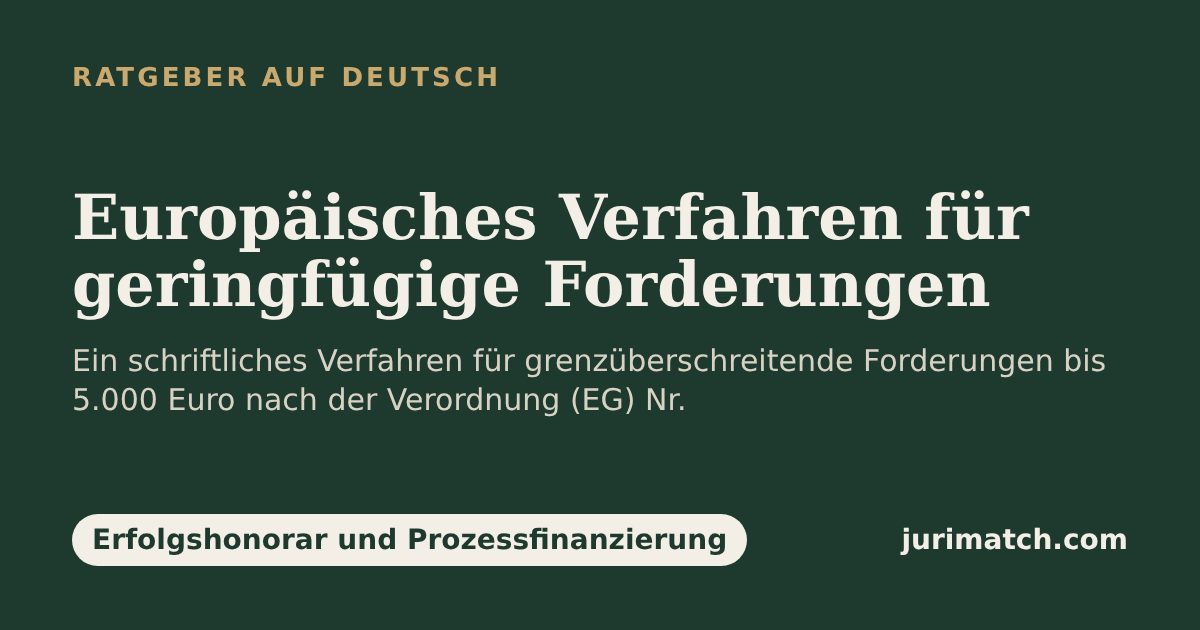 RATGEBER AUF DEUTSCH
Europäisches Verfahren für
geringfügige Forderungen
Ein schriftliches Verfahren für grenzüberschreitende Forderungen bis
5.000 Euro nach der Verordnung (EG) Nr.
Erfolgshonorar und Prozessfinanzierung
jurimatch.com